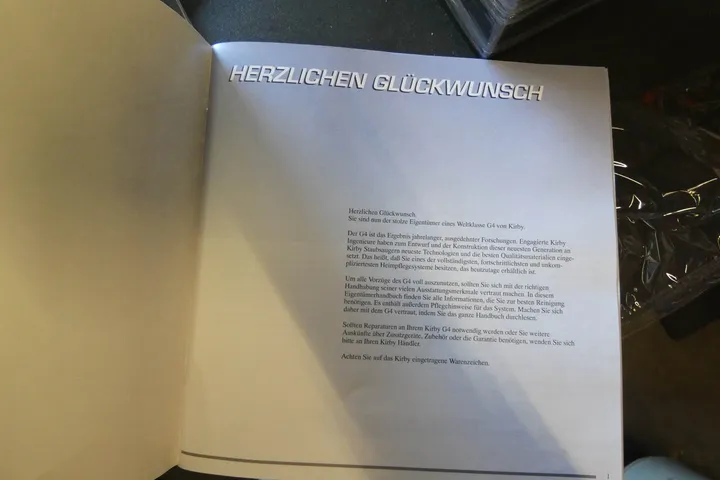 HERZLICHEN GLÜCKWUNSCH
Herzlichen Glückwunsch.
Sie sind nun der stolze Eigentümer eines Weltklasse G4 von Kirby.
Der G4 ist das Ergebnis jahrelanger, ausgedehnter Forschungen. Engagierte Kirby
Ingenieure haben zum Entwurf und der Konstruktion dieser neuesten Generation an
Kirby Staubsaugern neueste Technologien und die besten Qualitätsmaterialien einge-
setzt. Das heißt, daß Sie eines der vollständigsten, fortschrittlichsten und unkom-
pliziertesten Heimpflegesysteme besitzen, das heutzutage erhältlich ist.
Um alle Vorzüge des G4 voll auszunutzen, sollten Sie sich mit der richtigen
Handhabung seiner vielen Ausstattungsmerkmale vertraut machen. In diesem
Eigentümerhandbuch finden Sie alle Informationen, die Sie zur besten Reinigung
benötigen. Es enthält außerdem Pflegehinweise für das System. Machen Sie sich
daher mit dem G4 vertraut, indem Sie das ganze Handbuch durchlesen.
Sollten Reparaturen an Ihrem Kirby G4 notwendig werden oder Sie weitere
Auskünfte über Zusatzgeräte, Zubehör oder die Garantie benötigen, wenden Sie sich
bitte an Ihren Kirby Händler.
Achten Sie auf das Kirby eingetragene Warenzeichen.
1